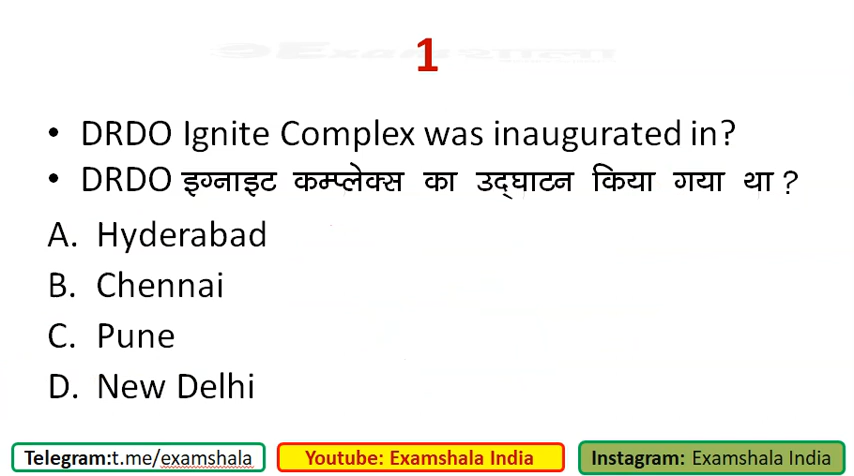 1
• DRDO Ignite Complex was inaugurated in?
• DRDO इग्नाइट कम्प्लेक्स का उद्‌घाटन किया गया था ?
A. Hyderabad
B. Chennai
C. Pune
D. New Delhi
Telegram:t.me/examshala Youtube: Examshala India Instagram: Examshala India